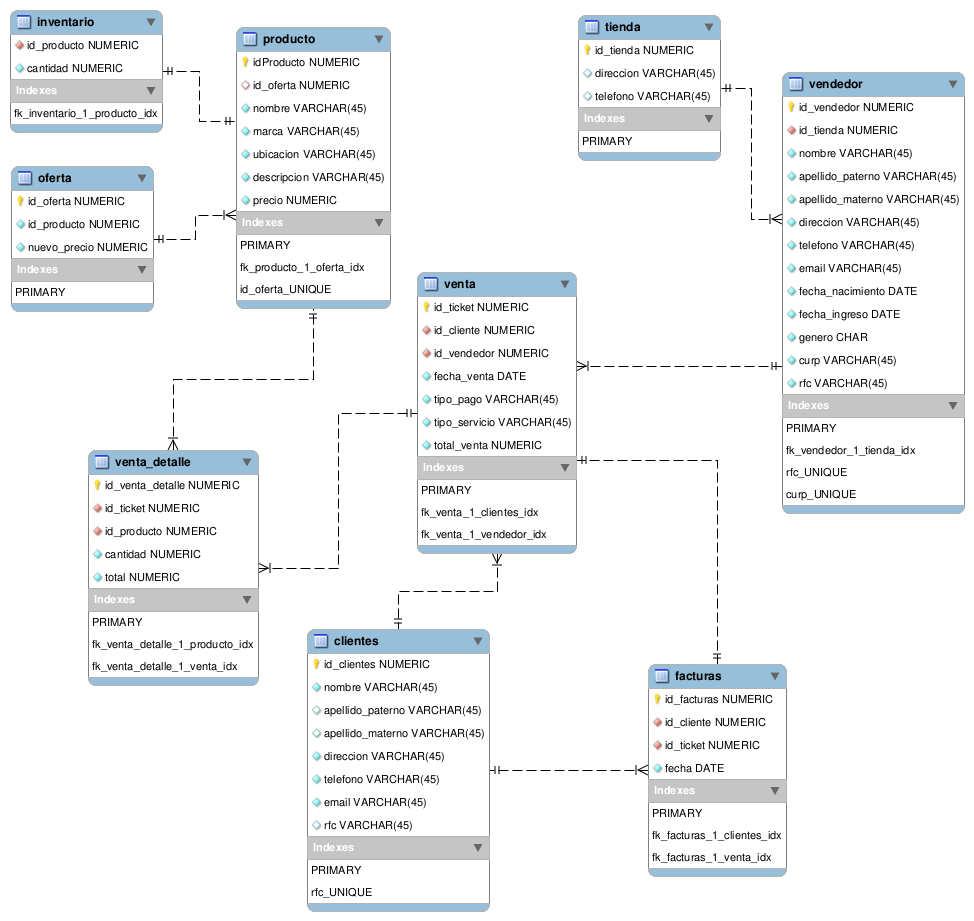 inventario
id_producto NUMERIC
cantidad NUMERIC
Indexes
fk_inventario_1_producto_idx
oferta
id_oferta NUMERIC
id_producto NUMERIC
nuevo_precio NUMERIC
Indexes
PRIMARY
producto
idProducto NUMERIC
id_oferta NUMERIC
nombre VARCHAR(45)
marca VARCHAR(45)
ubicacion VARCHAR(45)
descripcion VARCHAR(45)
precio NUMERIC
Indexes
PRIMARY
fk_producto_1_oferta_idx
id_oferta_UNIQUE
tienda
id_tienda NUMERIC
direccion VARCHAR(45)
telefono VARCHAR(45)
Indexes
PRIMARY
vendedor
id_vendedor NUMERIC
id_tienda NUMERIC
nombre VARCHAR(45)
apellido_paterno VARCHAR(45)
apellido_materno VARCHAR(45)
direccion VARCHAR(45)
telefono VARCHAR(45)
email VARCHAR(45)
fecha_nacimiento DATE
fecha_ingreso DATE
genero CHAR
curp VARCHAR(45)
rfc VARCHAR(45)
Indexes
PRIMARY
fk_vendedor_1_tienda_idx
rfc_UNIQUE
curp_UNIQUE
venta
id_ticket NUMERIC
id_cliente NUMERIC
id_vendedor NUMERIC
fecha_venta DATE
tipo_pago VARCHAR(45)
tipo_servicio VARCHAR(45)
total_venta NUMERIC
Indexes
PRIMARY
fk_venta_1_clientes_idx
fk_venta_1_vendedor_idx
venta_detalle
id_venta_detalle NUMERIC
id_ticket NUMERIC
id_producto NUMERIC
cantidad NUMERIC
total NUMERIC
Indexes
PRIMARY
fk_venta_detalle_1_producto_idx
fk_venta_detalle_1_venta_idx
clientes
id_clientes NUMERIC
nombre VARCHAR(45)
apellido_paterno VARCHAR(45)
apellido_materno VARCHAR(45)
direccion VARCHAR(45)
telefono VARCHAR(45)
email VARCHAR(45)
rfc VARCHAR(45)
Indexes
PRIMARY
rfc_UNIQUE
facturas
id_facturas NUMERIC
id_cliente NUMERIC
id_ticket NUMERIC
fecha DATE
Indexes
PRIMARY
fk_facturas_1_clientes_idx
fk_facturas_1_venta_idx